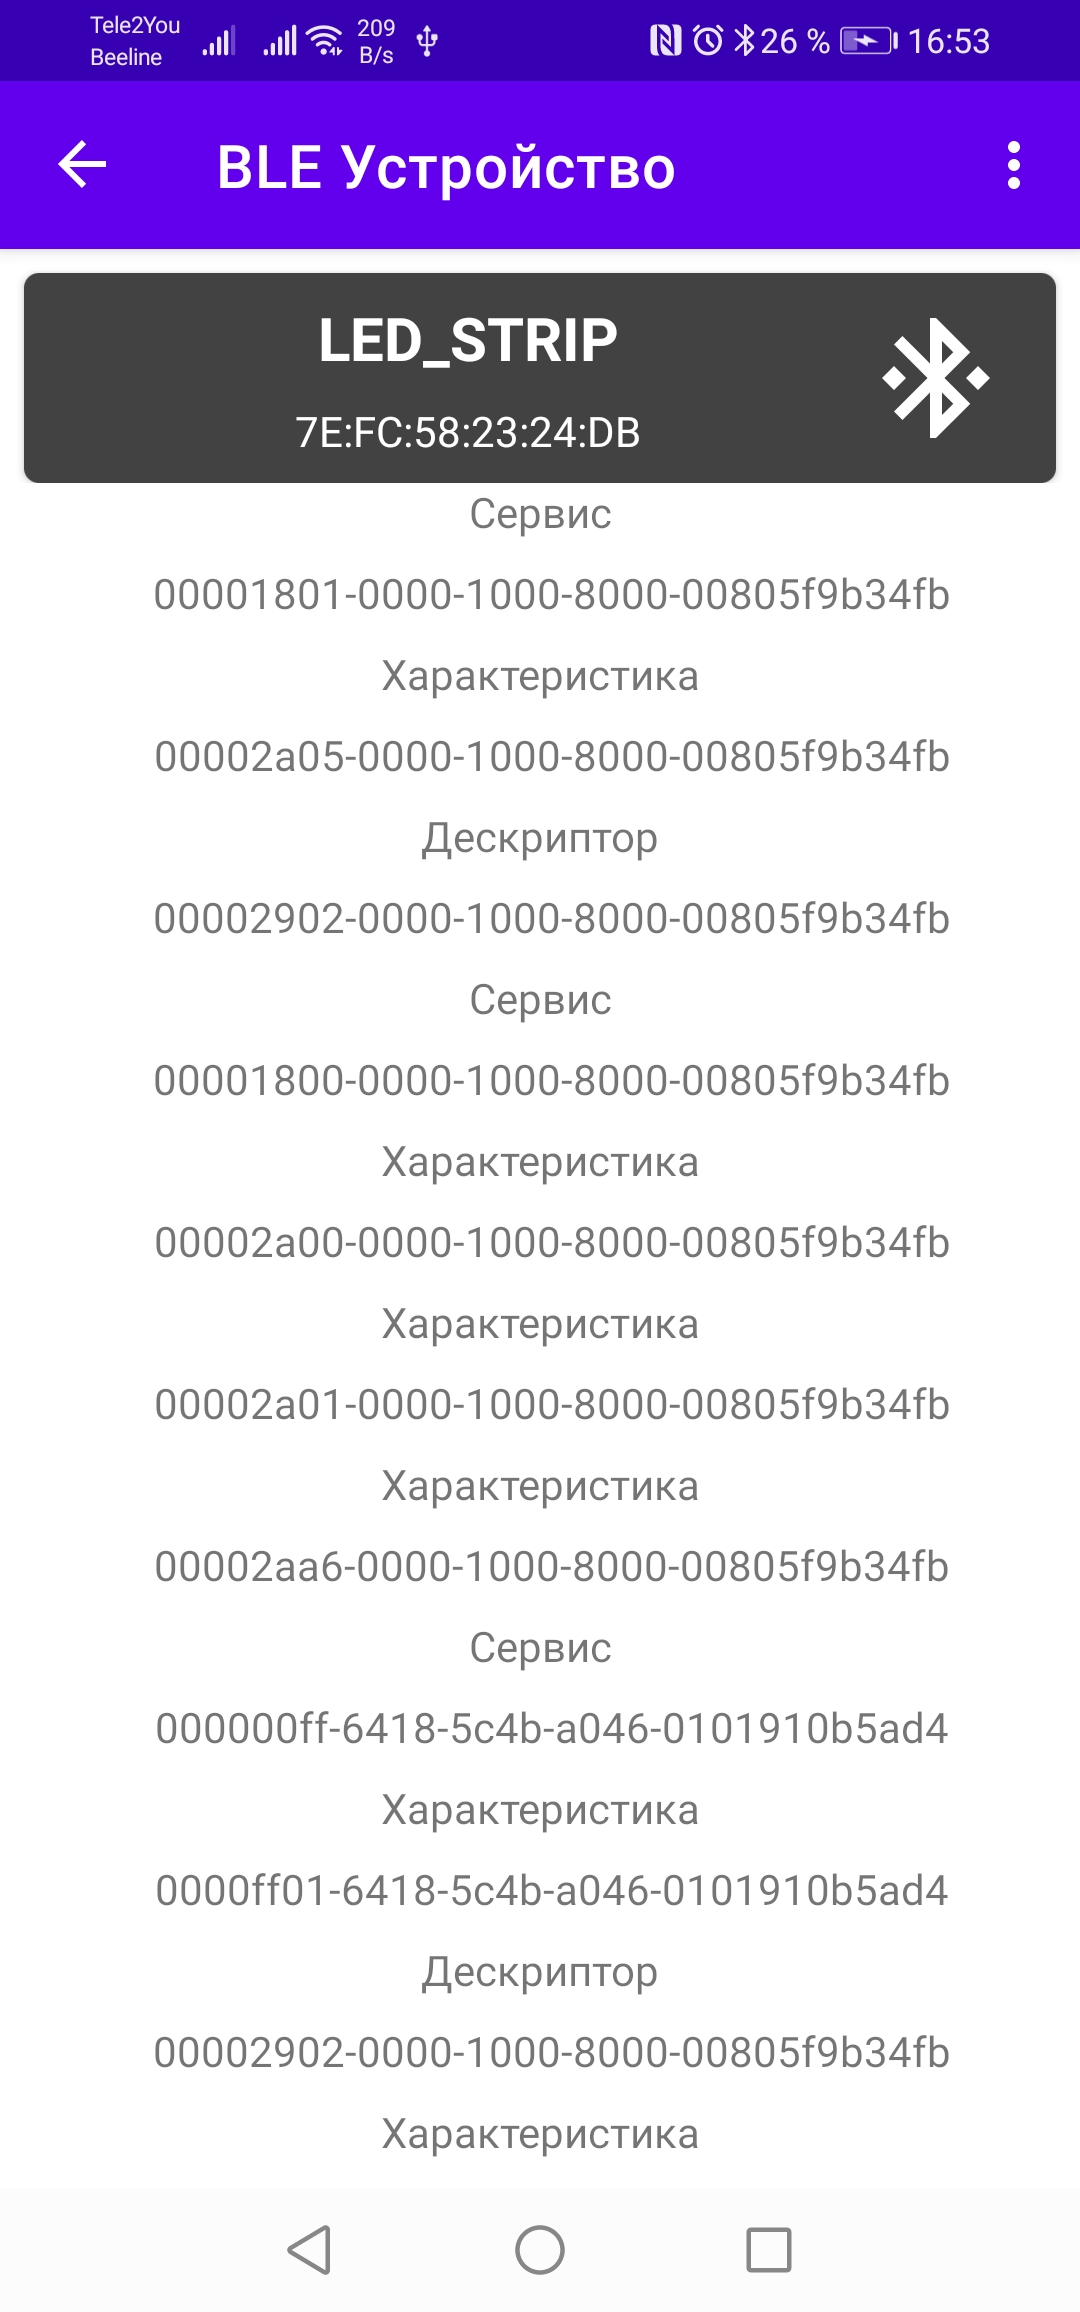 Tele2You
Beeline
209
B/s
26 %
16:53
BLE Устройство
LED_STRIP
7E:FC:58:23:24:DB
Сервис
00001801-0000-1000-8000-00805f9b34fb
Характеристика
00002a05-0000-1000-8000-00805f9b34fb
Дескриптор
00002902-0000-1000-8000-00805f9b34fb
Сервис
00001800-0000-1000-8000-00805f9b34fb
Характеристика
00002a00-0000-1000-8000-00805f9b34fb
Характеристика
00002a01-0000-1000-8000-00805f9b34fb
Характеристика
00002aa6-0000-1000-8000-00805f9b34fb
Сервис
000000ff-6418-5c4b-a046-0101910b5ad4
Характеристика
0000ff01-6418-5c4b-a046-0101910b5ad4
Дескриптор
00002902-0000-1000-8000-00805f9b34fb
Характеристика